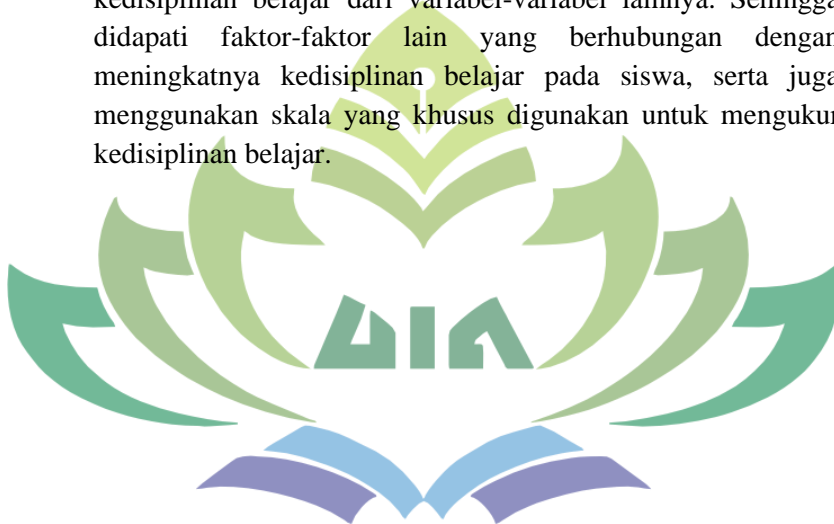 kedisiplinan belajar dari variabel-variabel lainnya. Sehingga
didapati faktor-faktor lain yang berhubungan dengan
meningkatnya kedisiplinan belajar pada siswa, serta juga
menggunakan skala yang khusus digunakan untuk mengukur
kedisiplinan belajar.